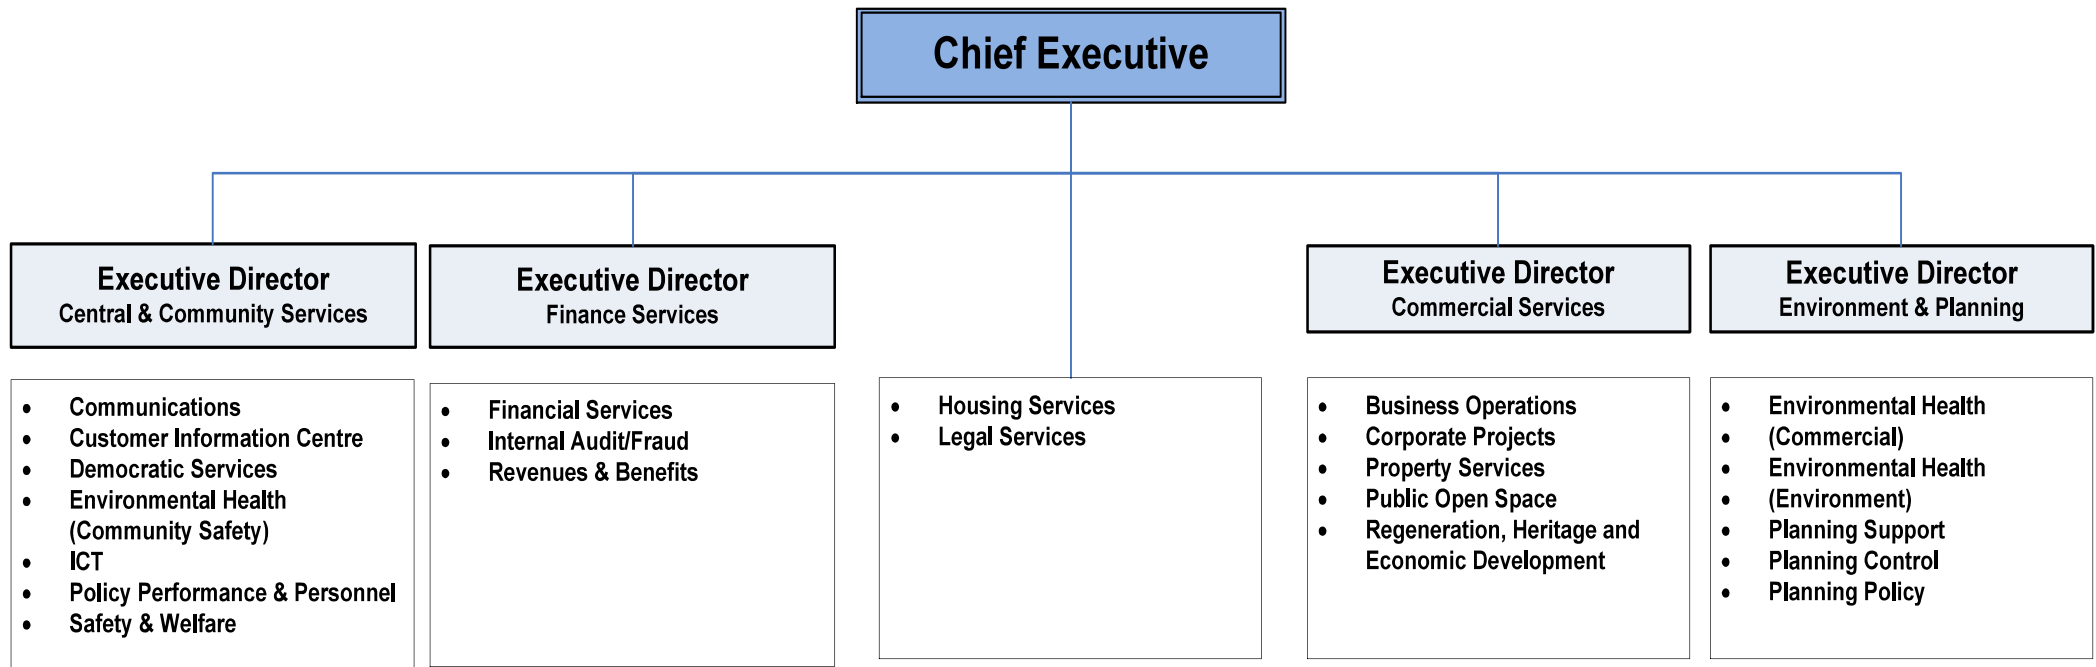 Chief Executive
Executive Director
Central & Community Services
Executive Director
Finance Services
Executive Director
Commercial Services
Executive Director
Environment & Planning
• Communications
• Customer Information Centre
• Democratic Services
• Environmental Health
(Community Safety)
• ICT
• Policy Performance & Personnel
• Safety & Welfare
• Financial Services
• Internal Audit/Fraud
• Revenues & Benefits
• Housing Services
• Legal Services
• Business Operations
• Corporate Projects
• Property Services
• Public Open Space
• Regeneration, Heritage and
Economic Development
• Environmental Health
• (Commercial)
• Environmental Health
• (Environment)
• Planning Support
• Planning Control
• Planning Policy